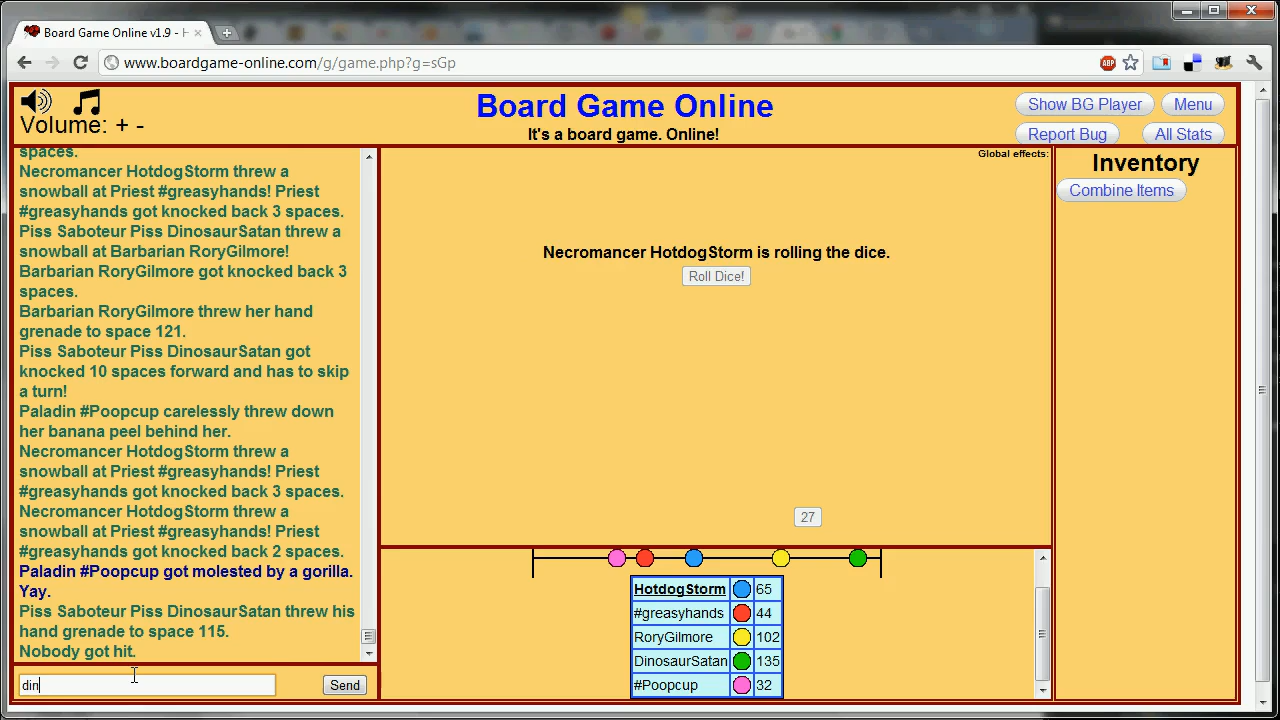 Board Game Online v1.9 - H
www.boardgame-online.com/g/game.php?g=sGp
ABP
Volume: + -
Board Game Online
It's a board game. Online!
Show BG Player
Menu
Report Bug
All Stats
spaces.
Necromancer HotdogStorm threw a
snowball at Priest #greasyhands! Priest
#greasyhands got knocked back 3 spaces.
Piss Saboteur Piss DinosaurSatan threw a
snowball at Barbarian RoryGilmore!
Barbarian RoryGilmore got knocked back 3
spaces.
Barbarian RoryGilmore threw her hand
grenade to space 121.
Piss Saboteur Piss DinosaurSatan got
knocked 10 spaces forward and has to skip
a turn!
Paladin #Poopcup carelessly threw down
her banana peel behind her.
Necromancer HotdogStorm threw a
snowball at Priest #greasyhands! Priest
#greasyhands got knocked back 3 spaces.
Necromancer HotdogStorm threw a
snowball at Priest #greasyhands! Priest
#greasyhands got knocked back 2 spaces.
Paladin #Poopcup got molested by a gorilla.
Yay.
Piss Saboteur Piss DinosaurSatan threw his
hand grenade to space 115.
Nobody got hit.
din
Send
Global effects:
Necromancer HotdogStorm is rolling the dice.
Roll Dice!
27
HotdogStorm 65
#greasyhands 44
RoryGilmore 102
DinosaurSatan 135
#Poopcup 32
Inventory
Combine Items